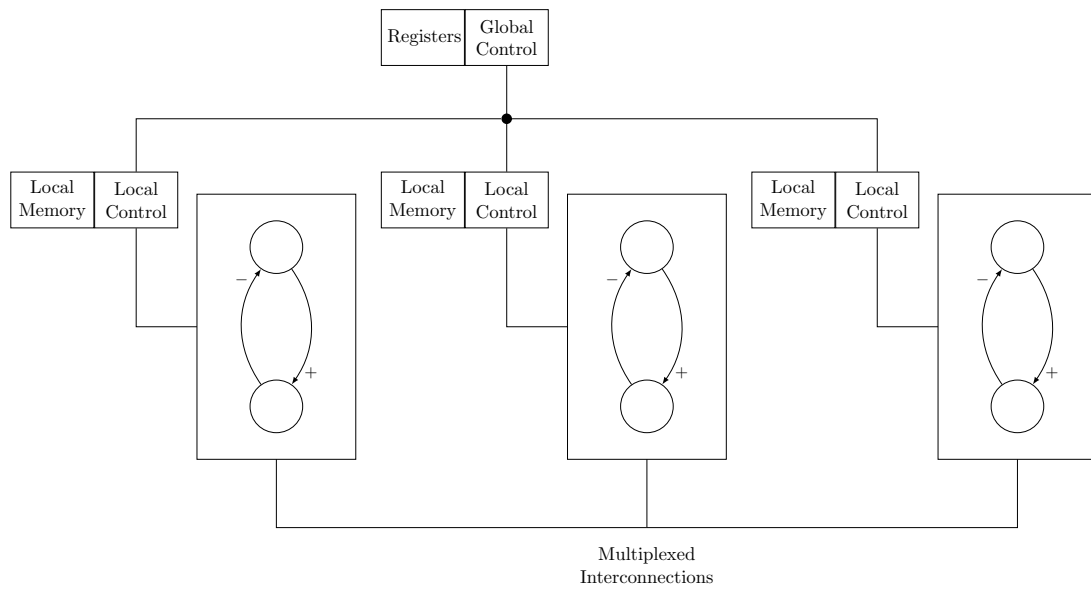 Registers
Global
Control
Local
Memory
Local
Control
Local
Memory
Local
Control
Local
Memory
Local
Control
−
−
−
+
+
+
Multiplexed
Interconnections